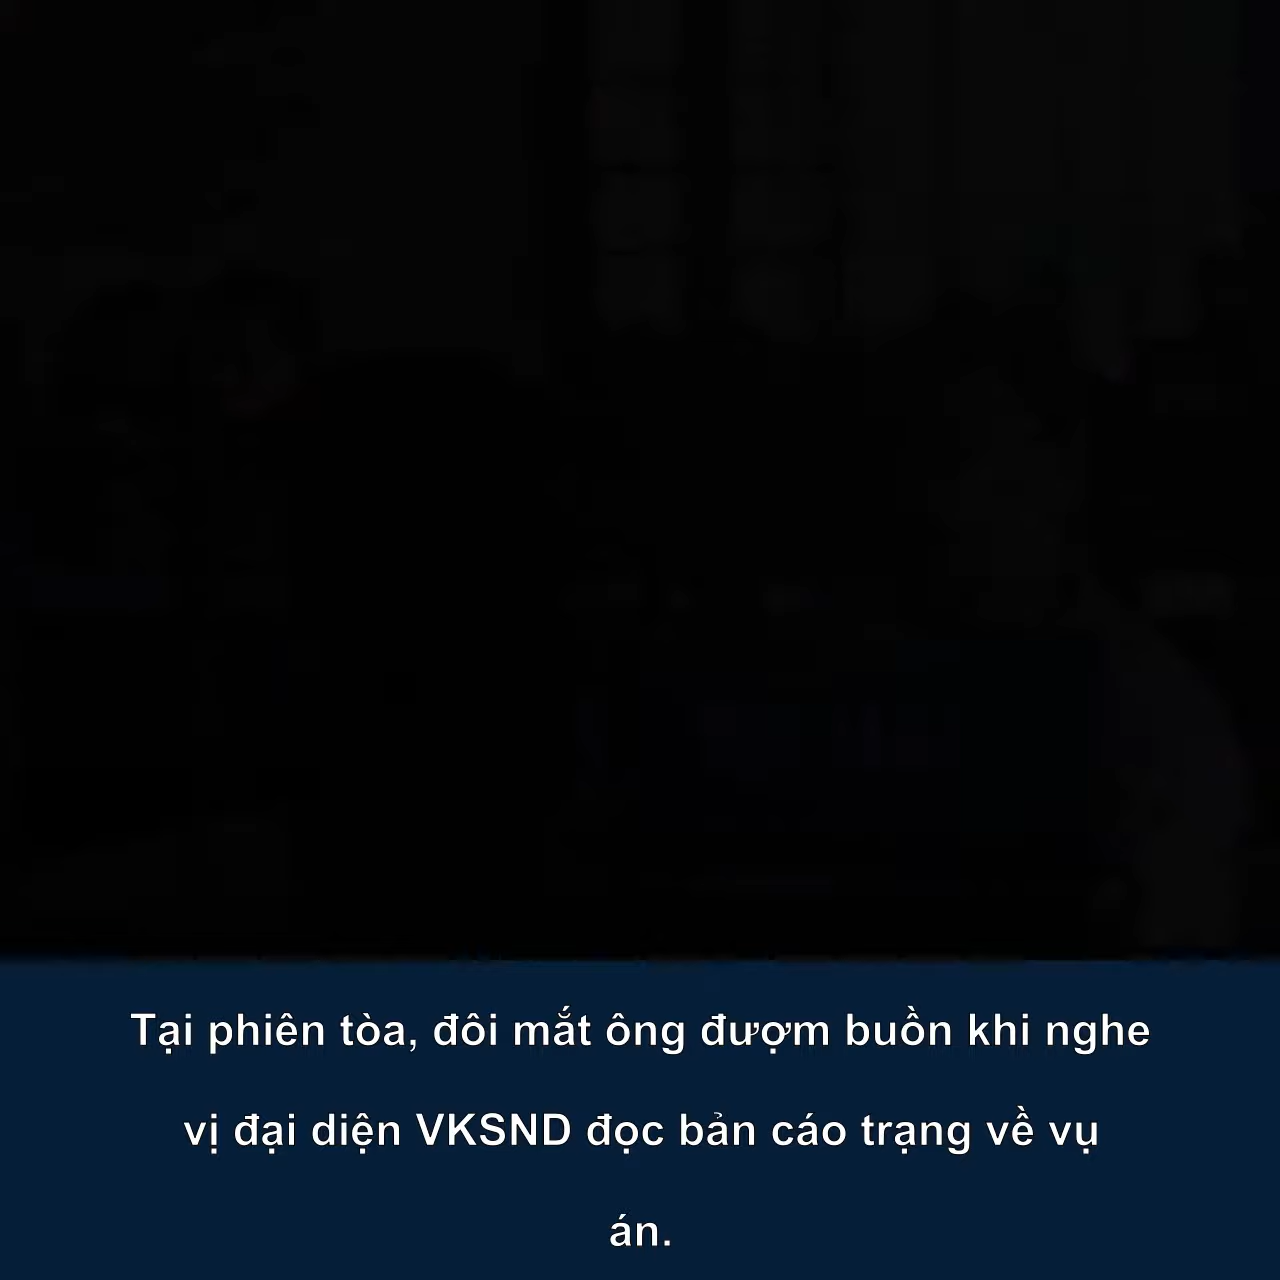 Tại phiên tòa, đôi mắt ông đượm buồn khi nghe
vị đại diện VKSND đọc bản cáo trạng về vụ
án.